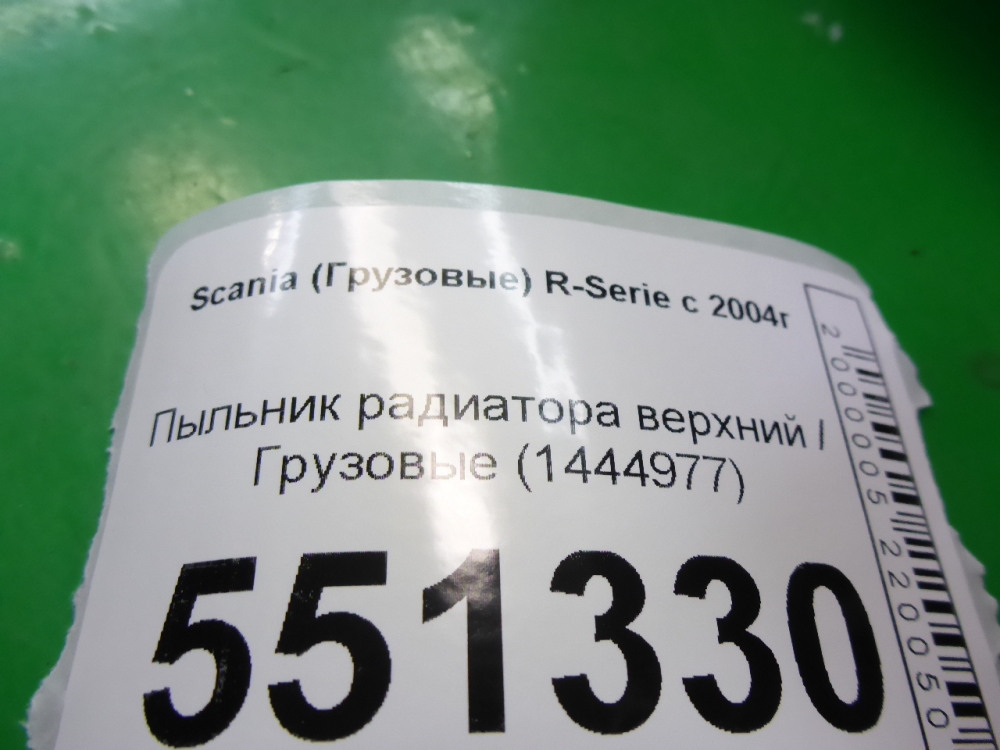 Scania (Грузовые) R-Serie с 2004г
Пыльник радиатора верхний /
Грузовые (1444977)
551330
2000005220050